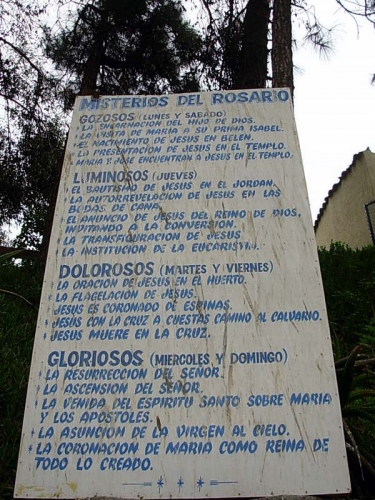 MISTERIOS DEL ROSARIO
GOZOSOS (LUNES Y SABADO)
• LA ENCARNACION DEL HIJO DE DIOS.
• LA VISITA DE MARIA A SU PRIMA ISABEL.
• EL NACIMIENTO DE JESUS EN BELEN.
• LA PRESENTACION DE JESUS EN EL TEMPLO.
MARIA Y JOSE ENCUENTRAN A JESUS EN EL TEMPLO.
LUMINOSOS (JUEVES)
• EL BAUTISMO DE JESUS EN EL JORDAN.
• LA AUTORREVELACION DE JESUS EN LAS
BODAS DE CANA.
• EL ANUNCIO DE JESUS DEL REINO DE DIOS,
INVITANDO A LA CONVERSION.
• LA TRANSFIGURACION DE JESUS
• LA INSTITUCION DE LA EUCARISTIA.
DOLOROSOS (MARTES Y VIERNES)
• LA ORACION DE JESUS EN EL HUERTO.
• LA FLAGELACION DE JESUS.
JESUS ES CORONADO DE ESPINAS.
• JESUS CON LA CRUZ A CUESTAS CAMINO AL CALVARIO.
• JESUS MUERE EN LA CRUZ.
GLORIOSOS (MIERCOLES Y DOMINGO)
• LA RESURRECCION DEL SEÑOR.
• LA ASCENSION DEL SEÑOR.
• LA VENIDA DEL ESPIRITU SANTO SOBRE MARIA
Y LOS APOSTOLES.
• LA ASUNCION DE LA VIRGEN AL CIELO.
• LA CORONACION DE MARIA COMO REINA DE
TODO LO CREADO.